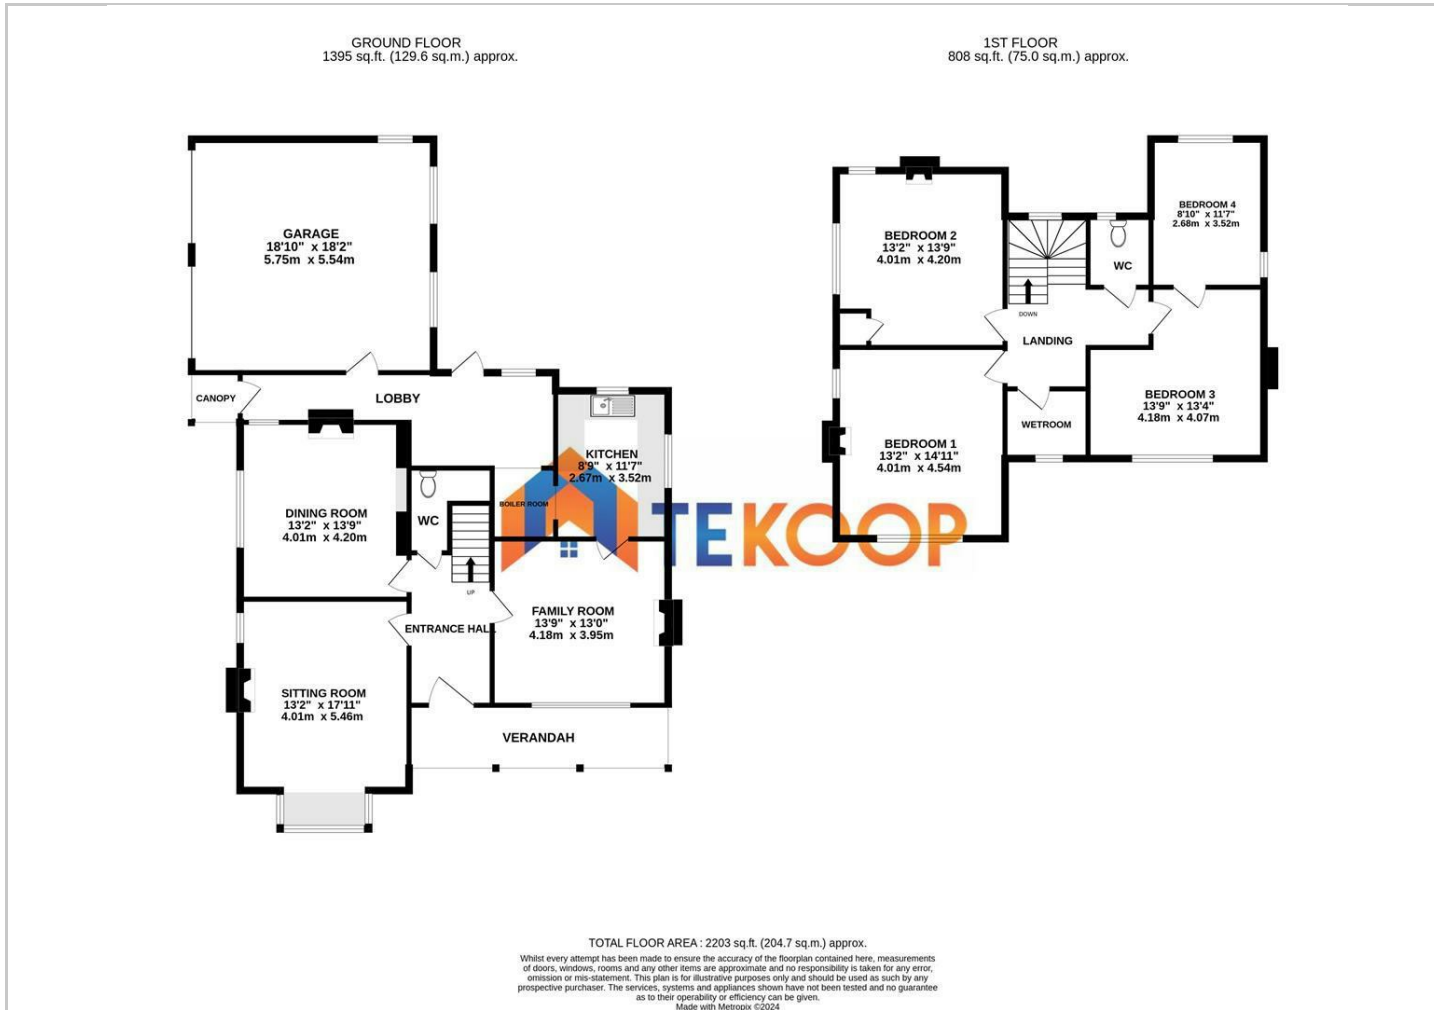 GROUND FLOOR
1395 sq.ft. (129.6 sq.m.) approx.
1ST FLOOR
808 sq.ft. (75.0 sq.m.) approx.
GARAGE
18'10" x 18'2"
5.75m x 5.54m
CANOPY
LOBBY
KITCHEN
8'9" x 11'7"
2.67m x 3.52m
BOILER ROOM
DINING ROOM
13'2" x 13'9"
4.01m x 4.20m
WC
UP
ENTRANCE HALL
FAMILY ROOM
13'9" x 13'0"
4.18m x 3.95m
SITTING ROOM
13'2" x 17'11"
4.01m x 5.46m
VERANDAH
BEDROOM 2
13'2" x 13'9"
4.01m x 4.20m
WC
BEDROOM 4
8'10" x 11'7"
2.68m x 3.52m
DOWN
LANDING
BEDROOM 3
13'9" x 13'4"
4.18m x 4.07m
WETROOM
BEDROOM 1
13'2" x 14'11"
4.01m x 4.54m
TEKOOP
TOTAL FLOOR AREA : 2203 sq.ft. (204.7 sq.m.) approx.
Whilst every attempt has been made to ensure the accuracy of the floorplan contained here, measurements
of doors, windows, rooms and any other items are approximate and no responsibility is taken for any error,
omission or mis-statement. This plan is for illustrative purposes only and should be used as such by any
prospective purchaser. The services, systems and appliances shown have not been tested and no guarantee
as to their operability or efficiency can be given.
Made with Metropix ©2024